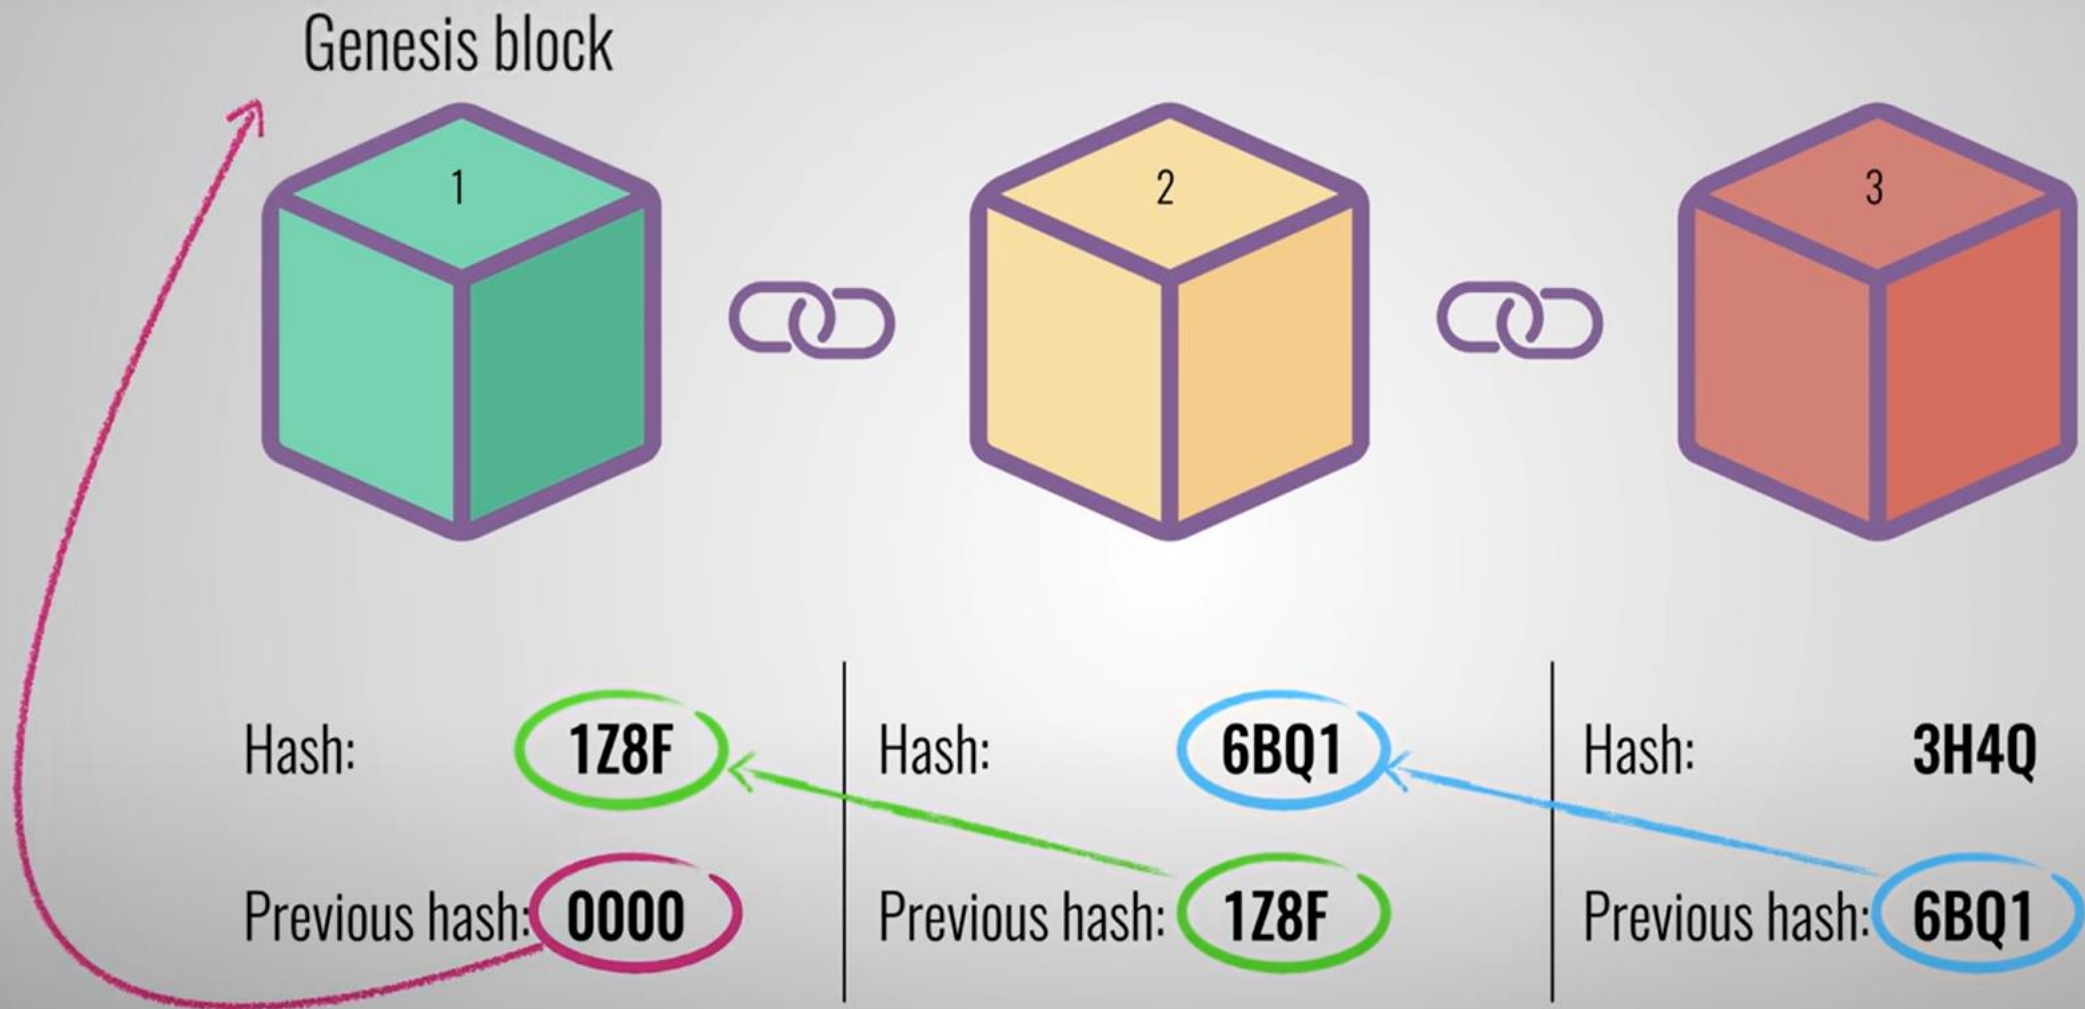 Genesis block
1
2
3
Hash: 1Z8F
Previous hash: 0000
Hash: 6BQ1
Previous hash: 1Z8F
Hash: 3H4Q
Previous hash: 6BQ1